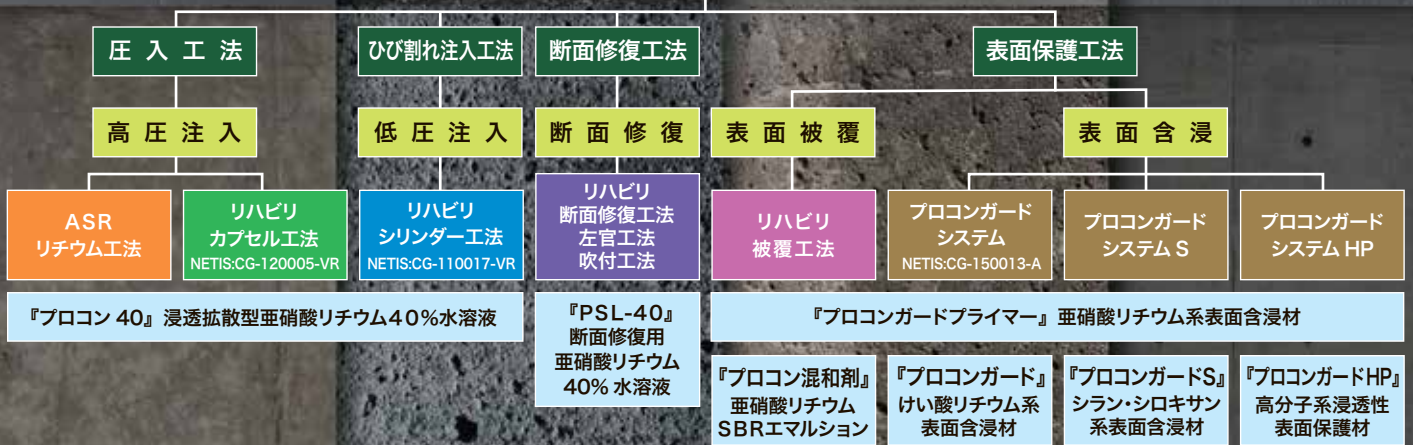 圧入工法
ひび割れ注入工法
断面修復工法
表面保護工法
高圧注入
低圧注入
断面修復
表面被覆
表面含浸
ASR
リチウム工法
リハビリ
カプセル工法
NETIS:CG-120005-VR
リハビリ
シリンダー工法
NETIS:CG-110017-VR
リハビリ
断面修復工法
左官工法
吹付工法
リハビリ
被覆工法
プロコンガード
システム
NETIS:CG-150013-A
プロコンガード
システム S
プロコンガード
システム HP
『プロコン 40』浸透拡散型亜硝酸リチウム40%水溶液
『PSL-40』
断面修復用
亜硝酸リチウム
40% 水溶液
『プロコンガードプライマー』亜硝酸リチウム系表面含浸材
『プロコン混和剤』
亜硝酸リチウム
SBRエマルション
『プロコンガード』
けい酸リチウム系
表面含浸材
『プロコンガードS』
シラン・シロキサン
系表面含浸材
『プロコンガードHP』
高分子系浸透性
表面保護材